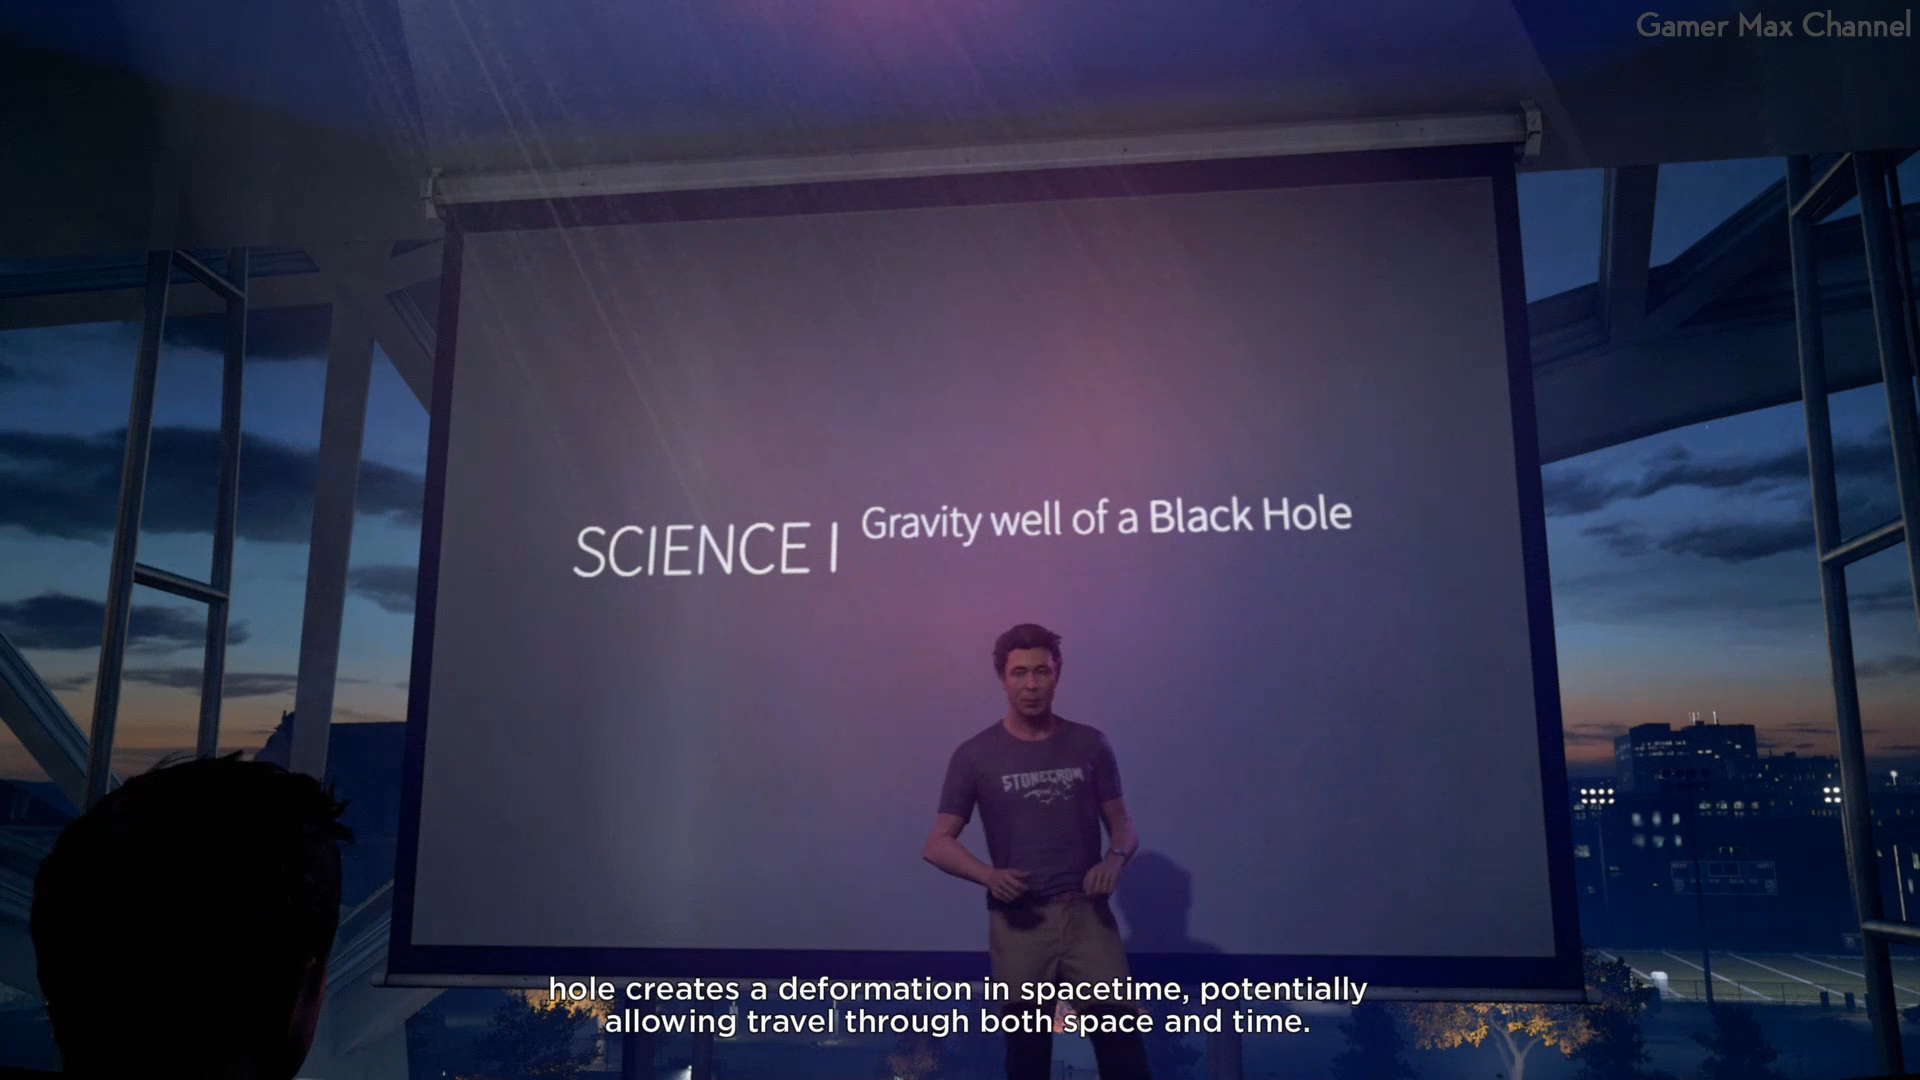 Gamer Max Channel
SCIENCE | Gravity well of a Black Hole
STONECROW
hole creates a deformation in spacetime, potentially
allowing travel through both space and time.